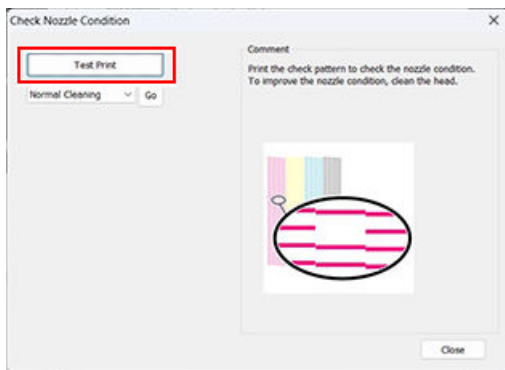 Check Nozzle Condition
Test Print
Normal Cleaning
Go
Comment
Print the check pattern to check the nozzle condition.
To improve the nozzle condition, clean the head.
Close